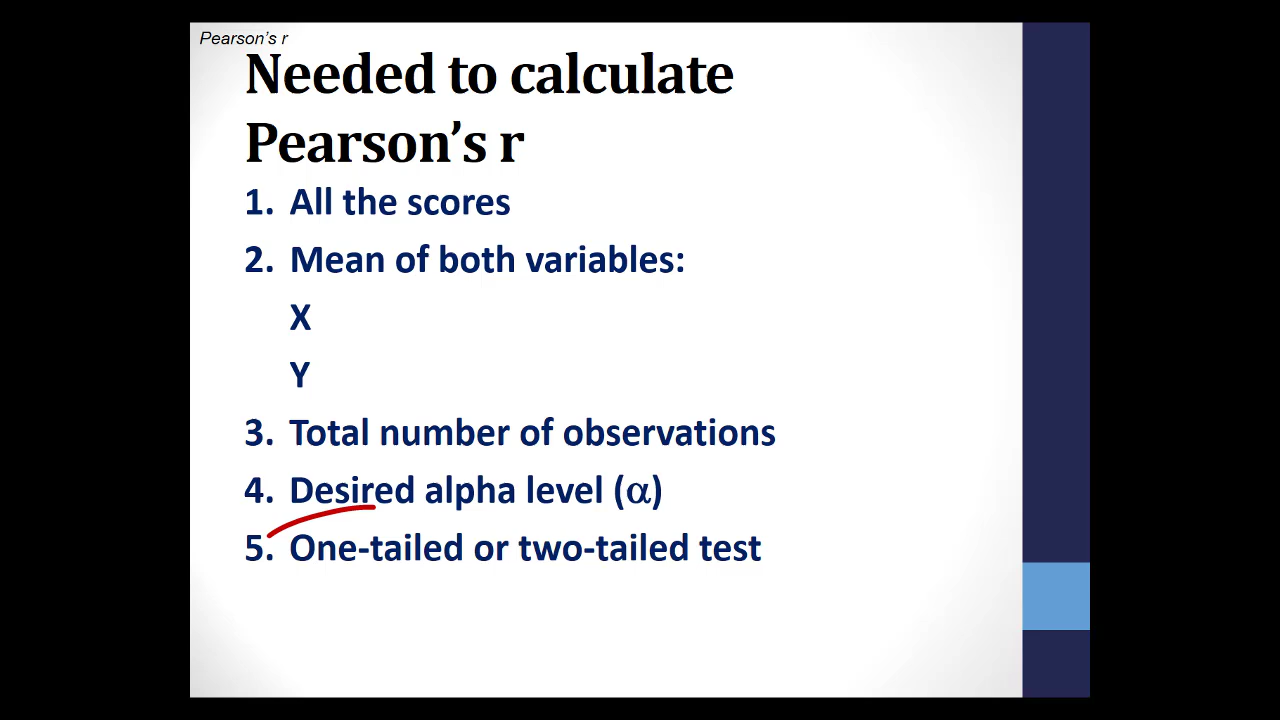 Pearson's r
Needed to calculate
Pearson's r
1. All the scores
2. Mean of both variables:
X
Y
3. Total number of observations
4. Desired alpha level (α)
5. One-tailed or two-tailed test